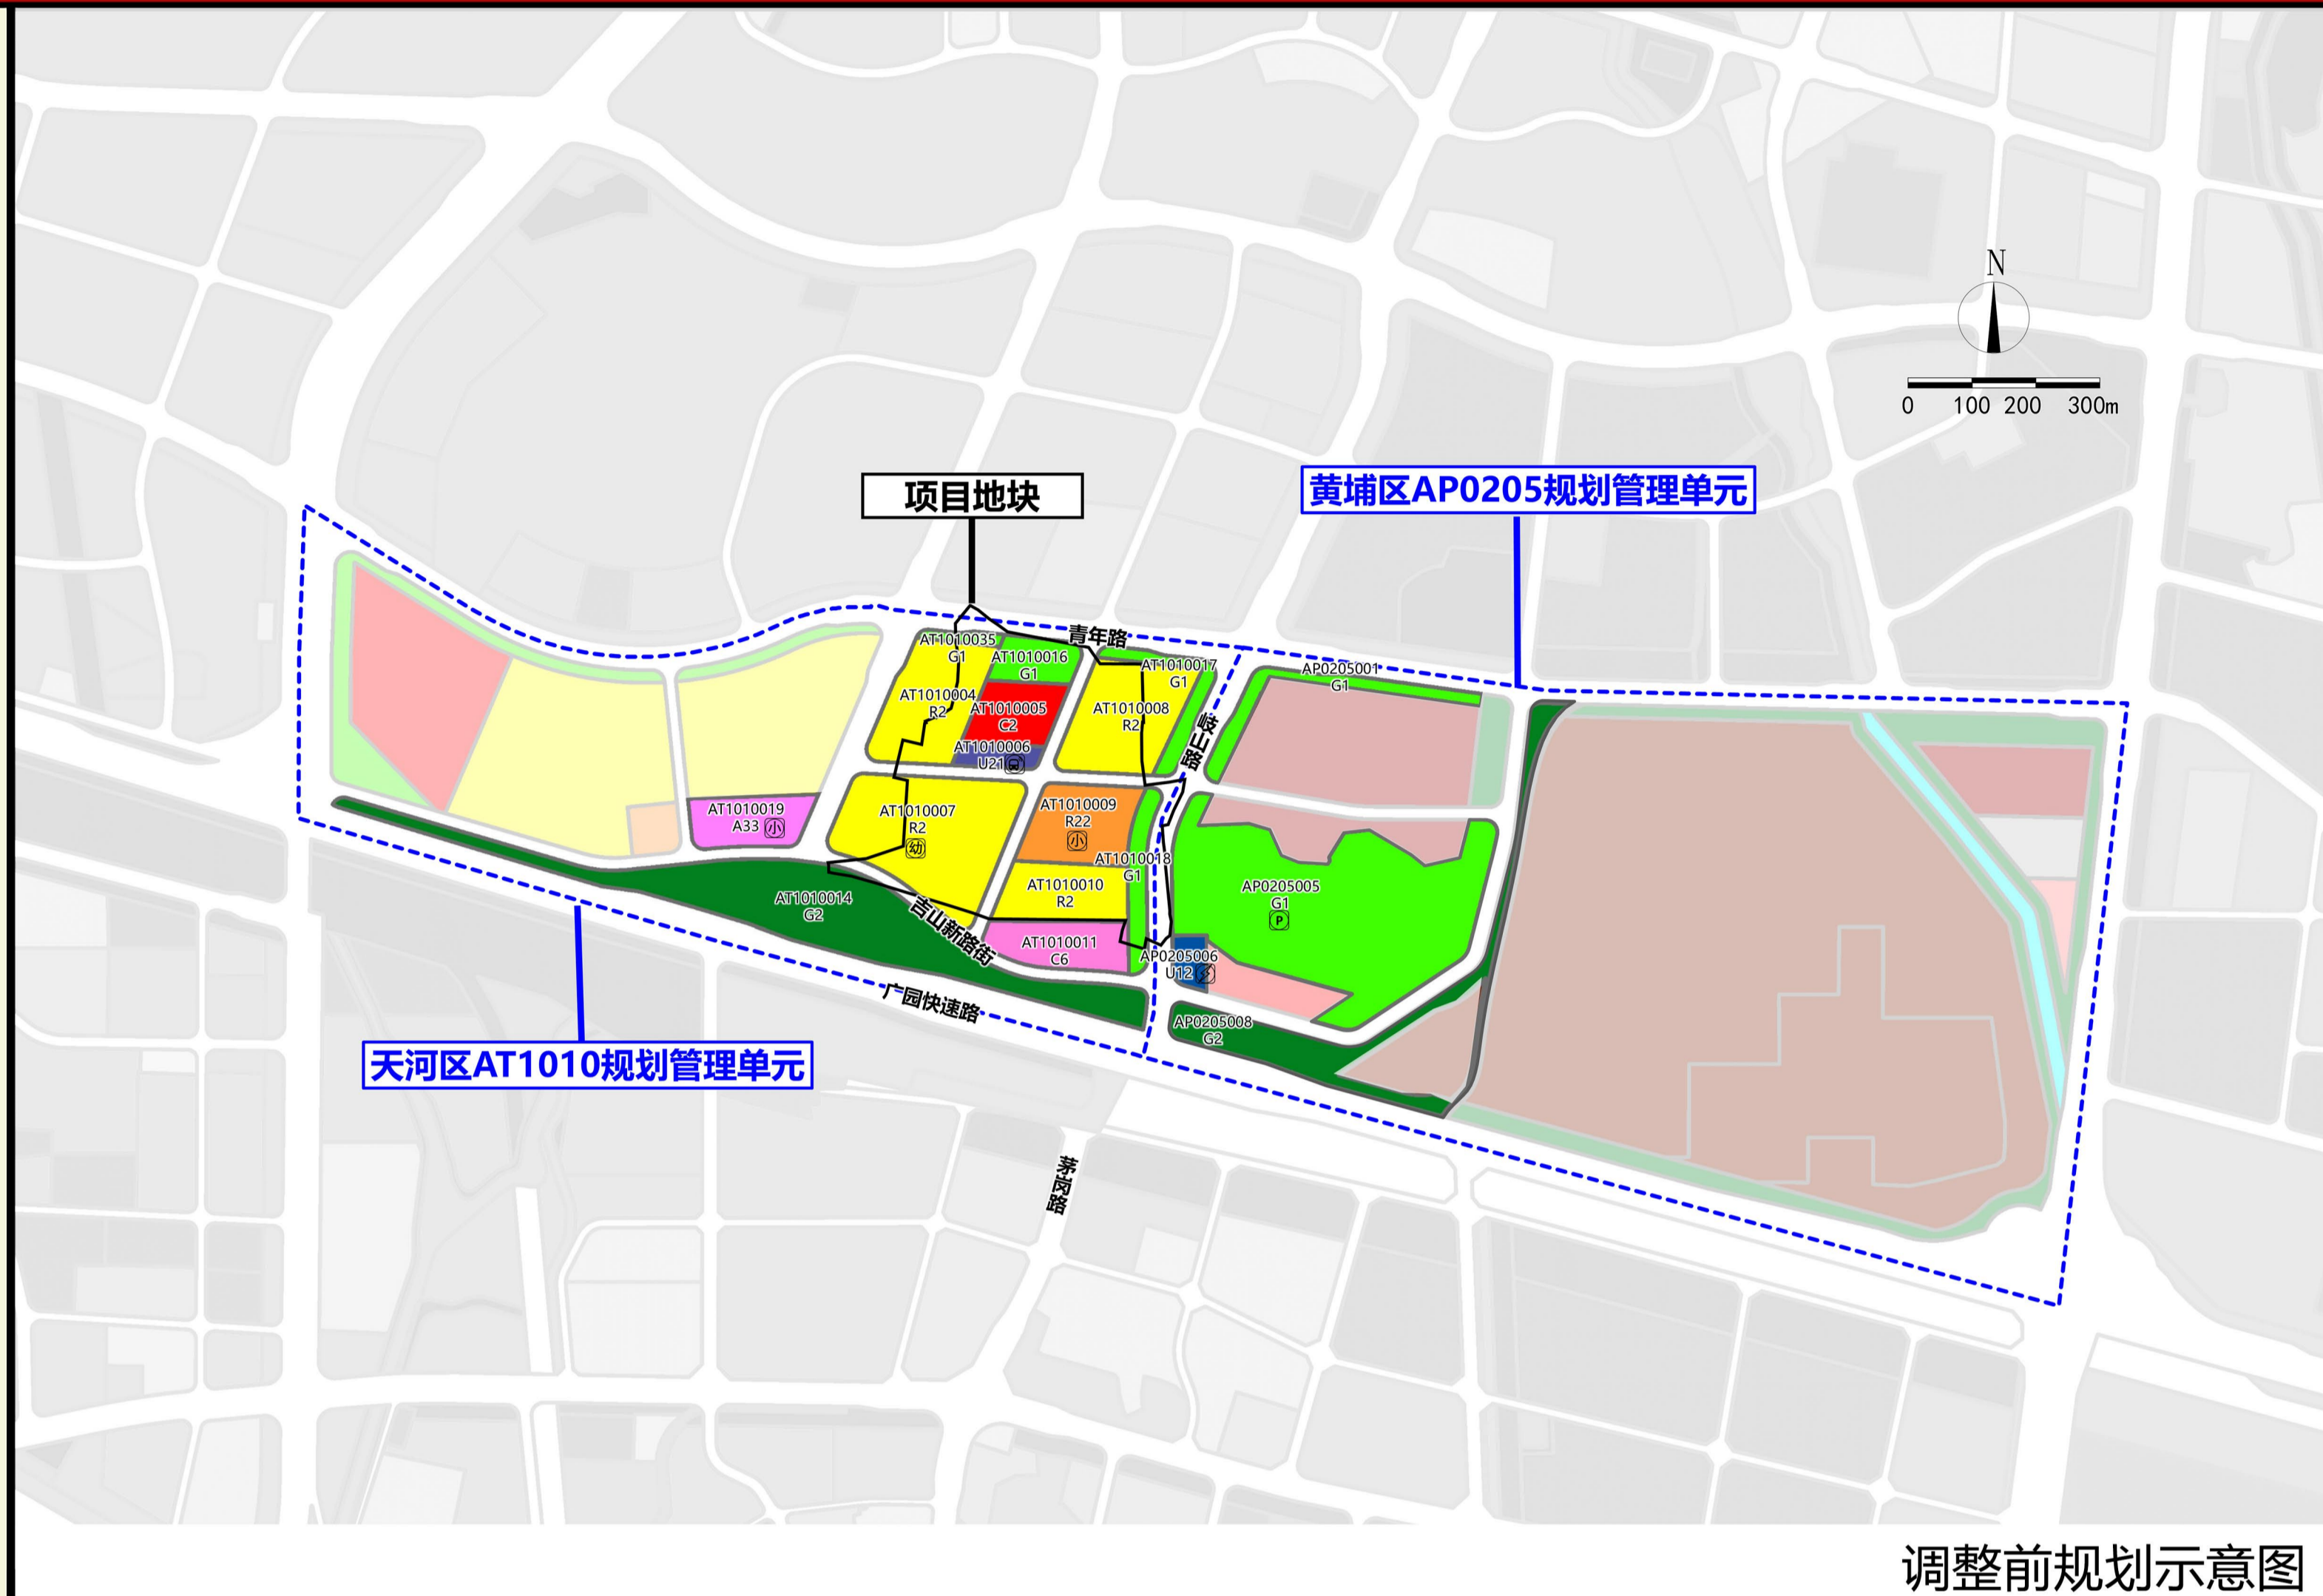 N
0 100 200 300m
项目地块
黄埔区AP0205规划管理单元
青年路
AT1010035
G1
AT1010016
G1
AT1010017
G1
AP0205001
G1
AT1010004
R2
AT1010005
C2
AT1010008
R2
岐山路
AT1010006
U21
AT1010019
A33 小
AT1010007
R2
幼
AT1010009
R22
小
AT1010018
G1
AT1010010
R2
AP0205005
G1
P
AT1010014
G2
吉山新路街
AT1010011
C6
AP0205006
U12
广园快速路
AP0205008
G2
天河区AT1010规划管理单元
茅岗路
调整前规划示意图